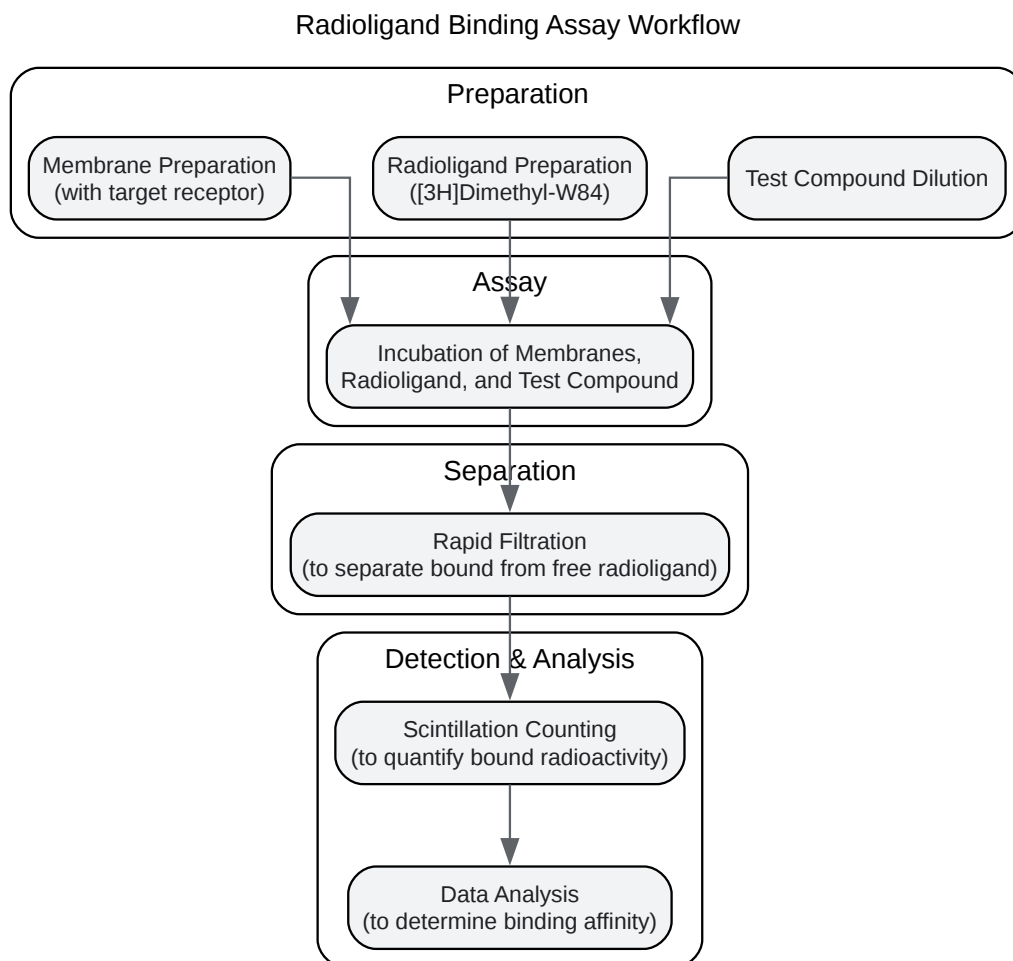 Radioligand Binding Assay Workflow
Preparation
Membrane Preparation
(with target receptor)
Radioligand Preparation
([3H]Dimethyl-W84)
Test Compound Dilution
Assay
Incubation of Membranes,
Radioligand, and Test Compound
Separation
Rapid Filtration
(to separate bound from free radioligand)
Detection & Analysis
Scintillation Counting
(to quantify bound radioactivity)
Data Analysis
(to determine binding affinity)